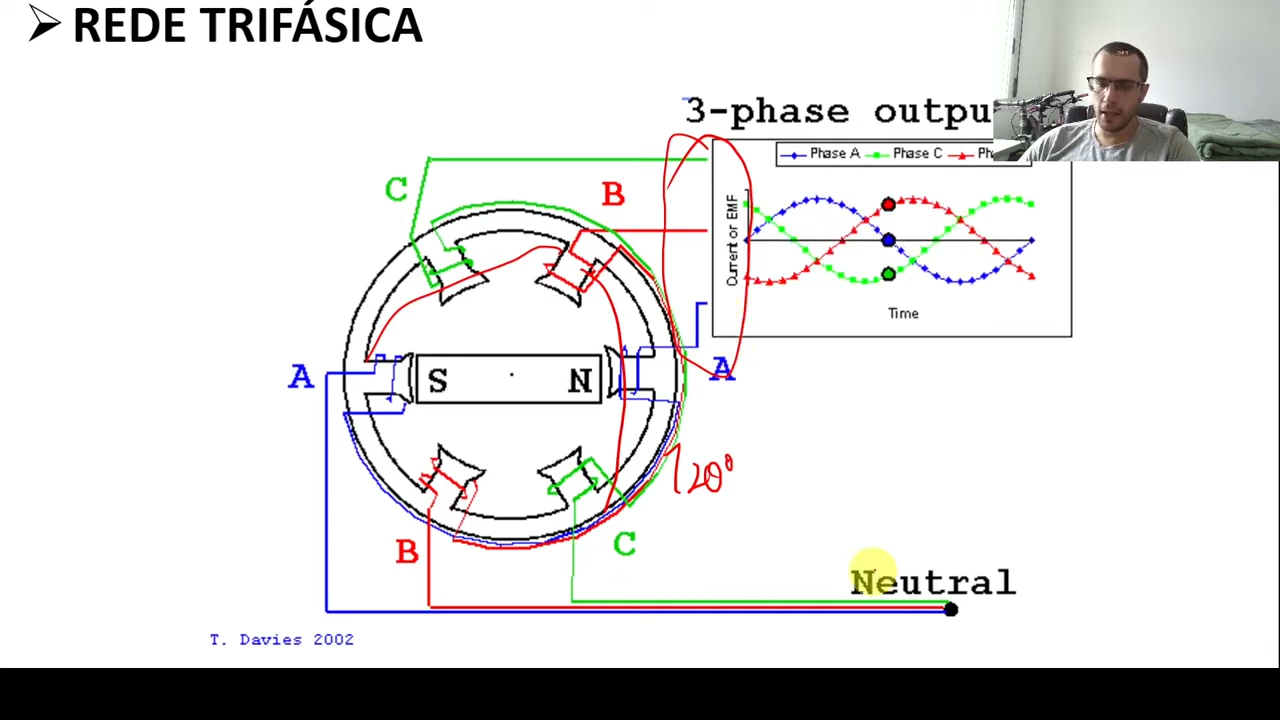 ➢ REDE TRIFÁSICA
3-phase outpu
Phase A Phase C Ph
C
B
Current or EMF
Time
A
S N
A
120°
B
C
Neutral
T. Davies 2002